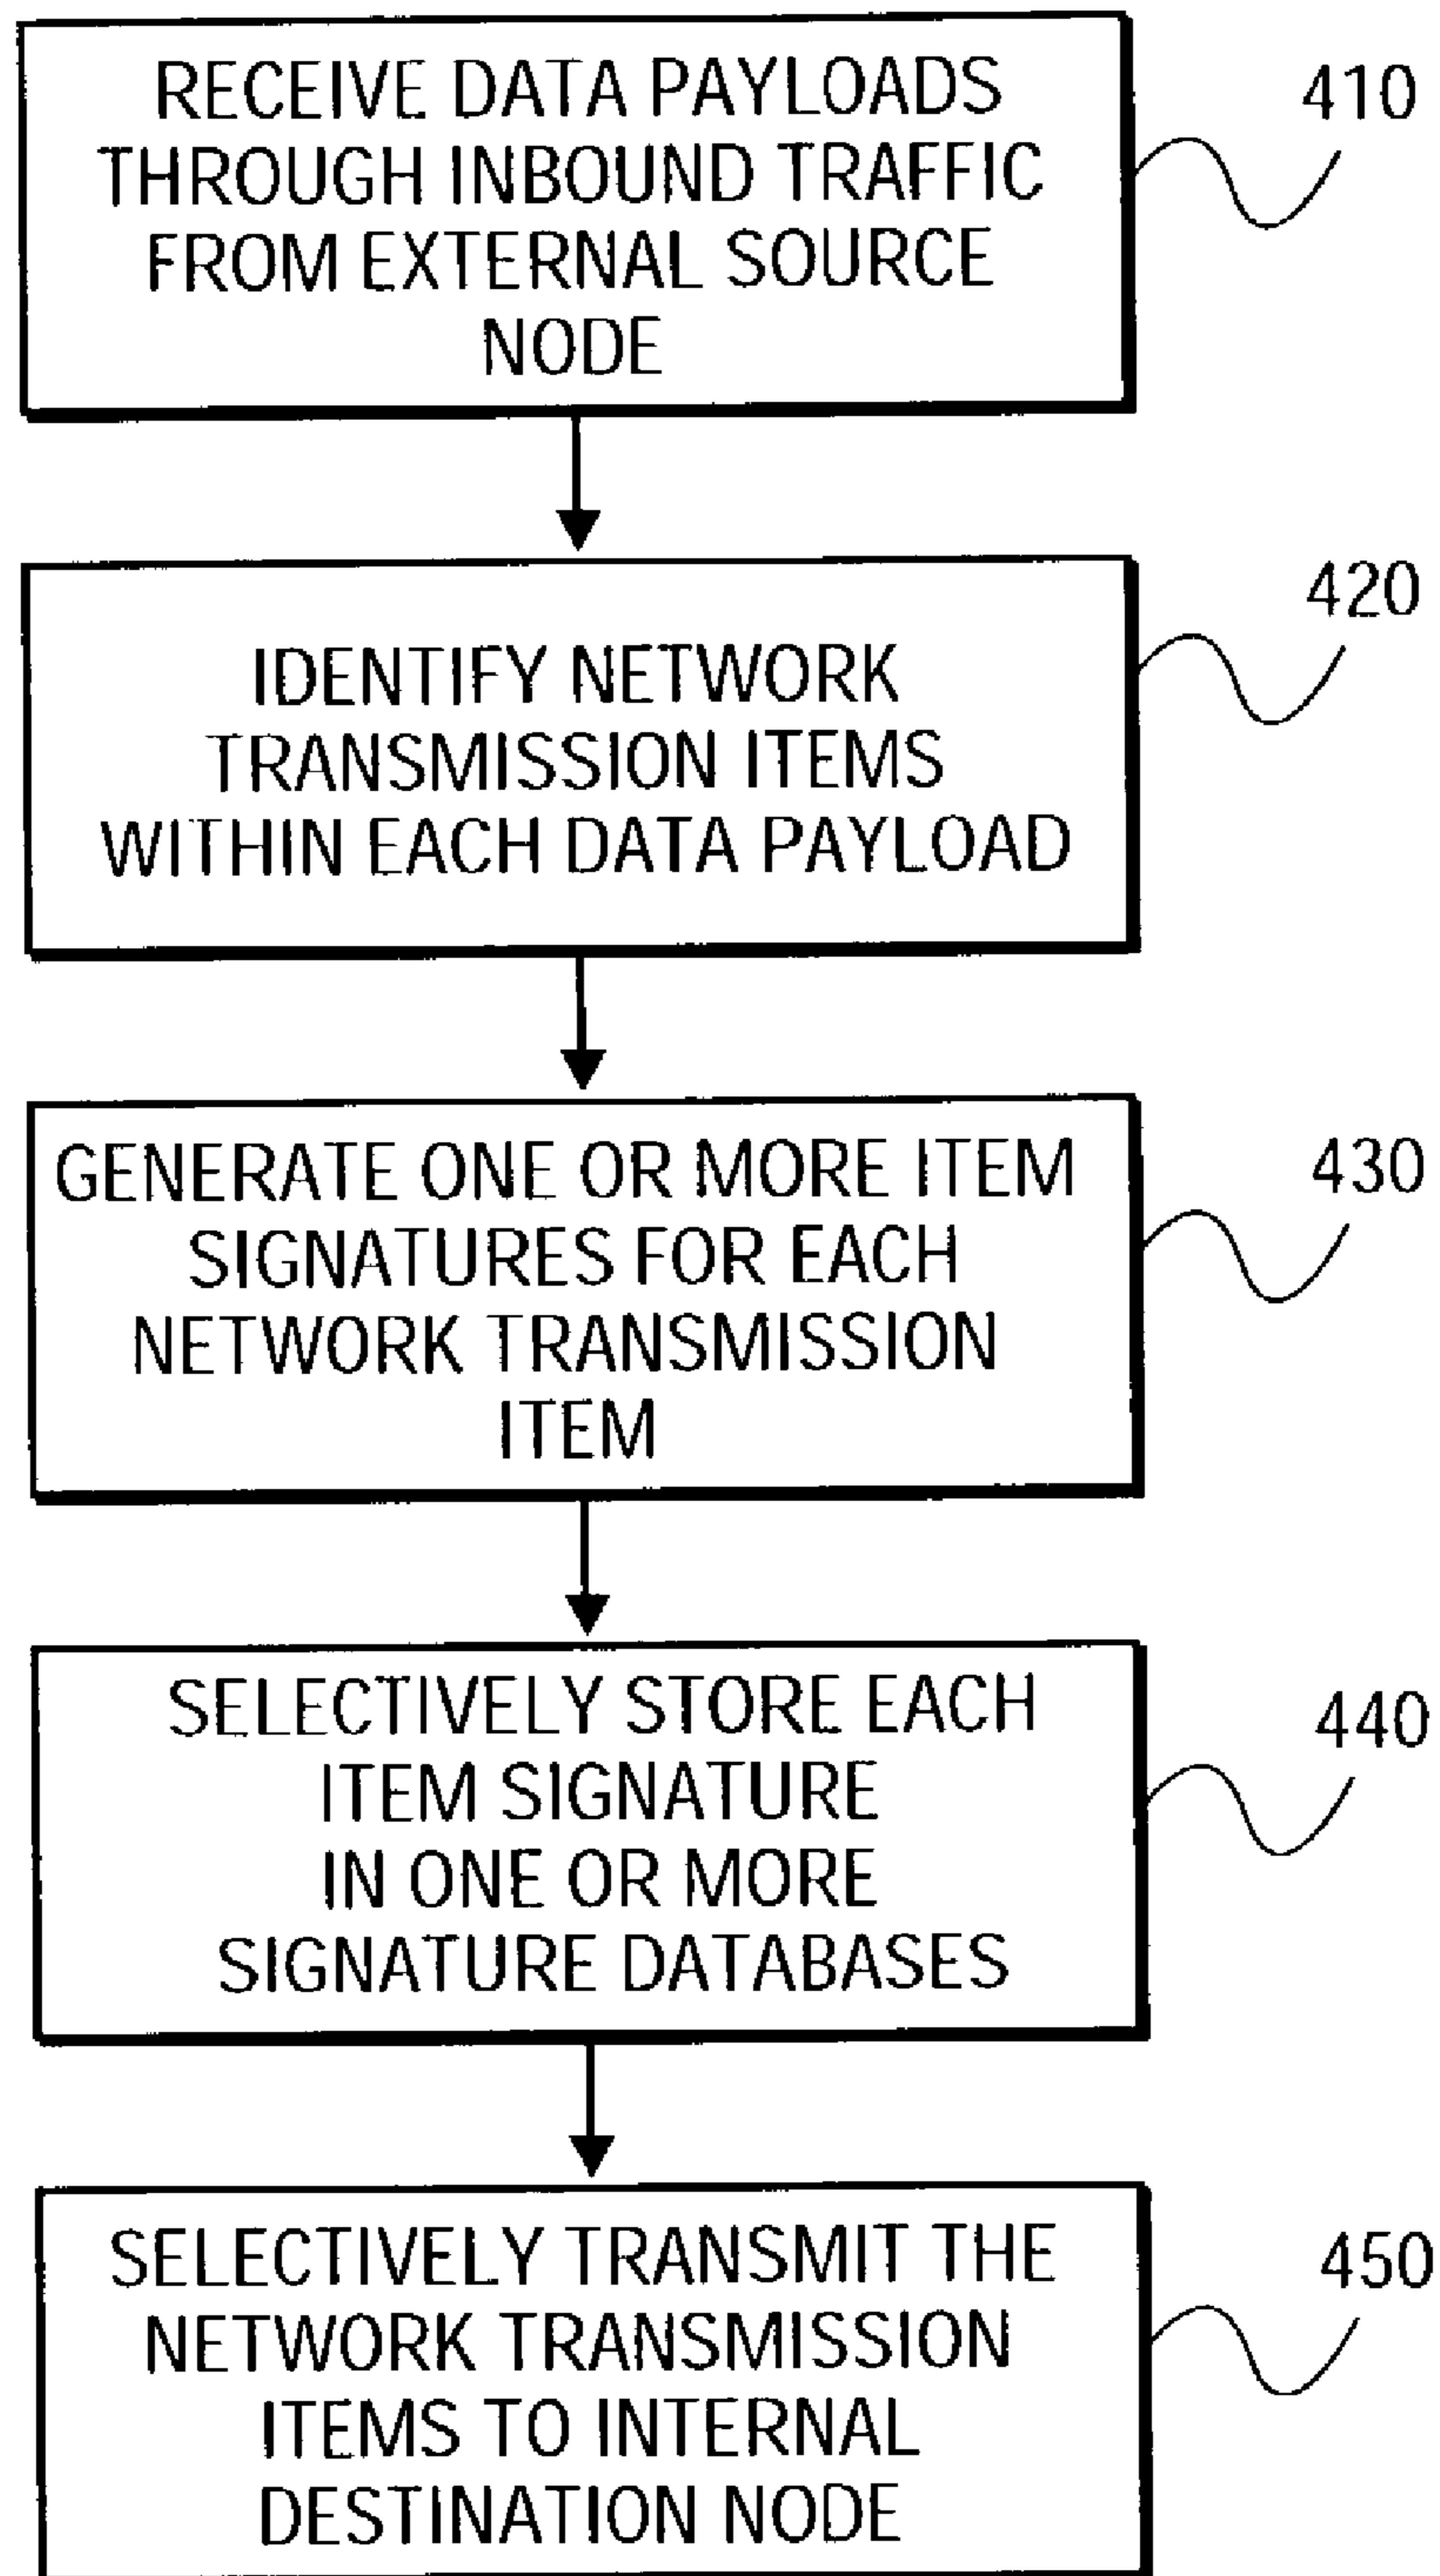 RECEIVE DATA PAYLOADS
THROUGH INBOUND TRAFFIC
FROM EXTERNAL SOURCE
NODE
410
IDENTIFY NETWORK
TRANSMISSION ITEMS
WITHIN EACH DATA PAYLOAD
420
GENERATE ONE OR MORE ITEM
SIGNATURES FOR EACH
NETWORK TRANSMISSION
ITEM
430
SELECTIVELY STORE EACH
ITEM SIGNATURE
IN ONE OR MORE
SIGNATURE DATABASES
440
SELECTIVELY TRANSMIT THE
NETWORK TRANSMISSION
ITEMS TO INTERNAL
DESTINATION NODE
450